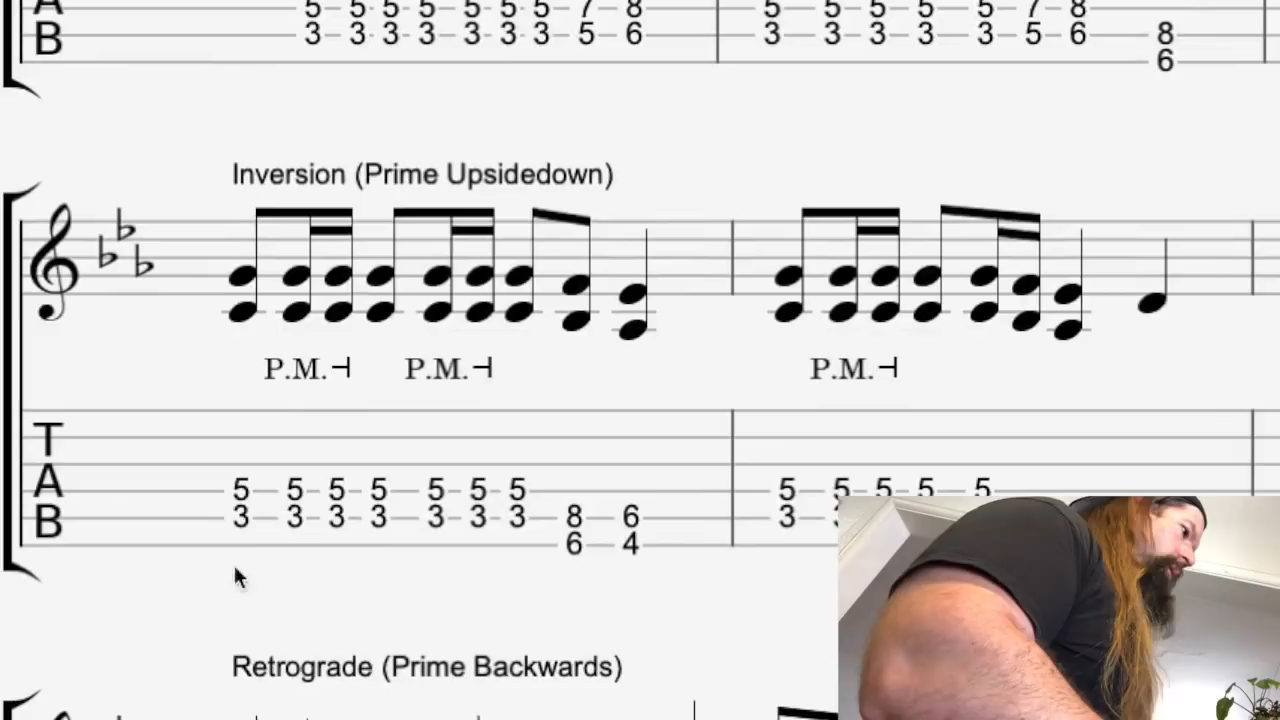 A 5 5 5 5 5 5 5 7 8 5 5 5 5 5 7 8
B 3 3 3 3 3 3 3 5 6 3 3 3 3 3 5 6 8
6
Inversion (Prime Upsidedown)
P.M. P.M. P.M.
T
A 5 5 5 5 5 5 5 5 5 5 5 5
B 3 3 3 3 3 3 3 8 6 3
6 4
Retrograde (Prime Backwards)